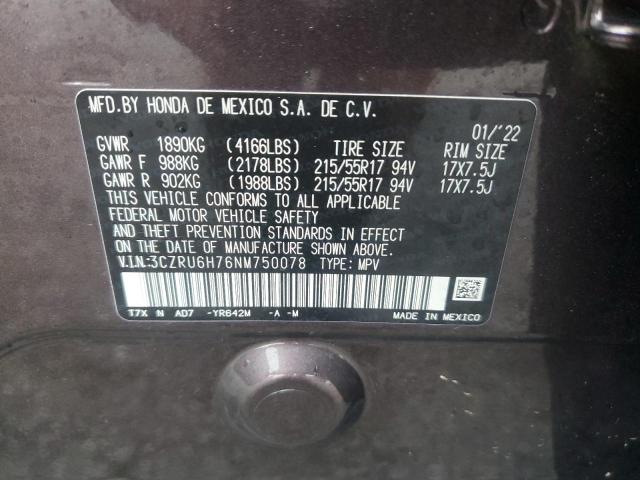 MFD.BY HONDA DE MEXICO S.A. DE C.V.
01/'22
GVWR 1890KG (4166LBS) TIRE SIZE RIM SIZE
GAWR F 988KG (2178LBS) 215/55R17 94V 17X7.5J
GAWR R 902KG (1988LBS) 215/55R17 94V 17X7.5J
THIS VEHICLE CONFORMS TO ALL APPLICABLE
FEDERAL MOTOR VEHICLE SAFETY
AND THEFT PREVENTION STANDARDS IN EFFECT
ON THE DATE OF MANUFACTURE SHOWN ABOVE.
V.I.N.:3CZRU6H76NM750078 TYPE: MPV
T7X N AD7 -YR642M -A -M MADE IN MEXICO